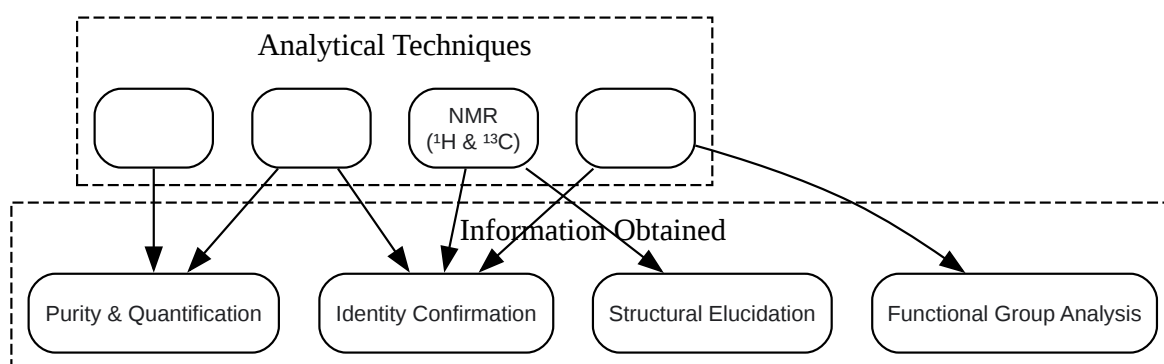 Analytical Techniques
NMR
(¹H & ¹³C)
Information Obtained
Purity & Quantification
Identity Confirmation
Structural Elucidation
Functional Group Analysis